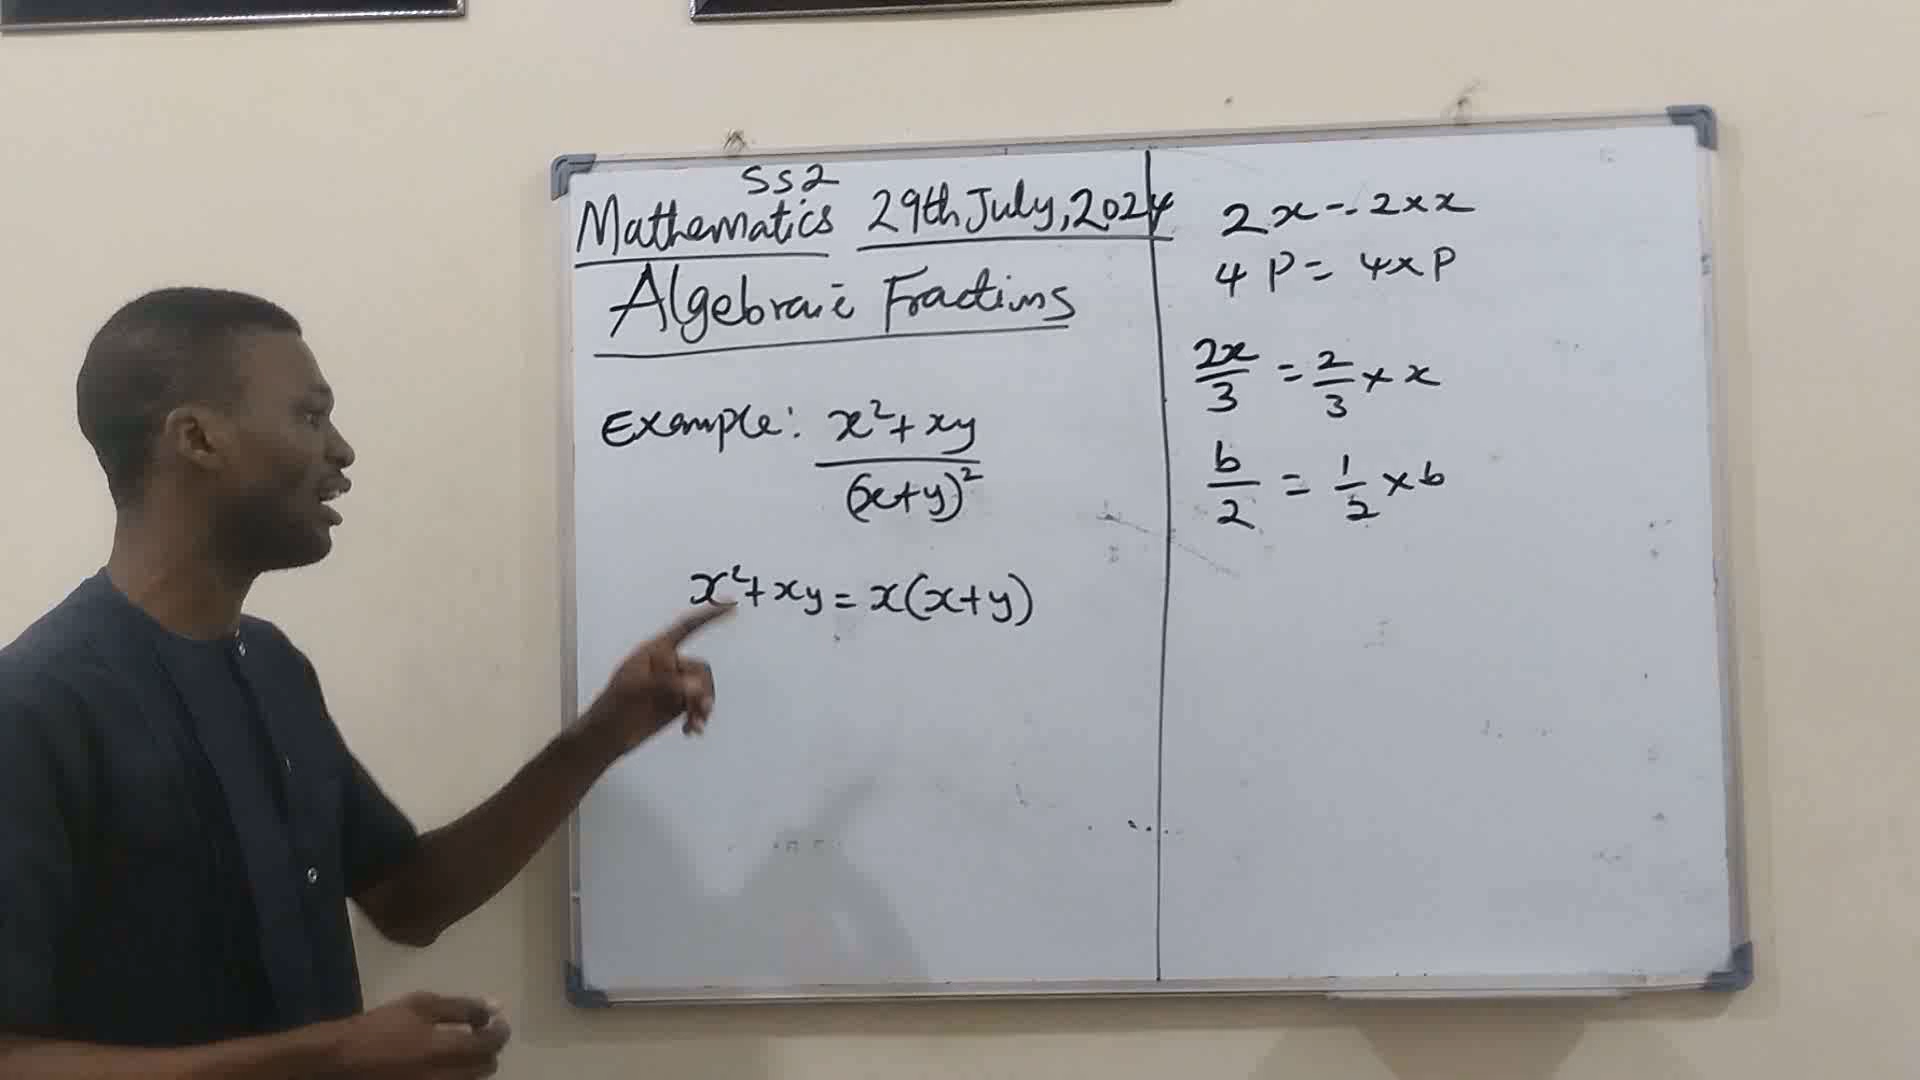 SS2
Mathematics 29th July, 2024
Algebraic Fractions
Example: x²+xy
(x+y)²
x²+xy = x(x+y)
2x = 2×x
4P = 4×P
2x/3 = 2/3 × x
b/2 = 1/2 × b